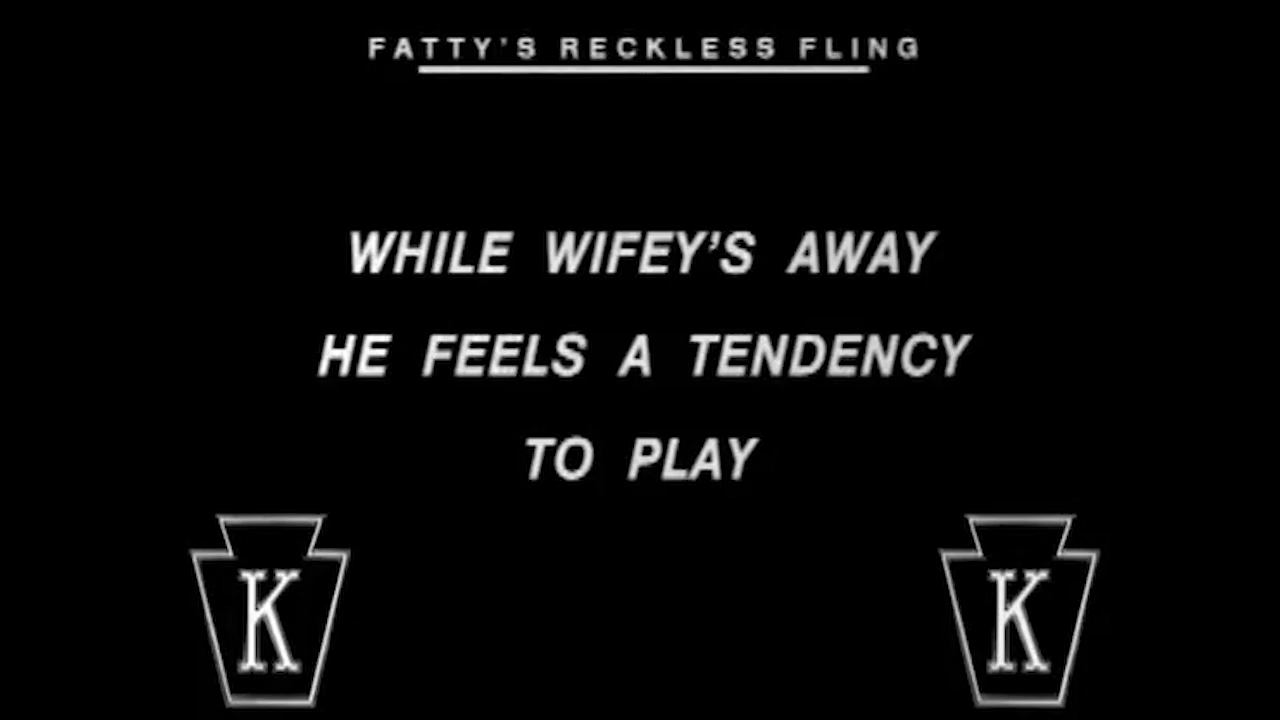 FATTY'S RECKLESS FLING
WHILE WIFEY'S AWAY
HE FEELS A TENDENCY
TO PLAY
K K